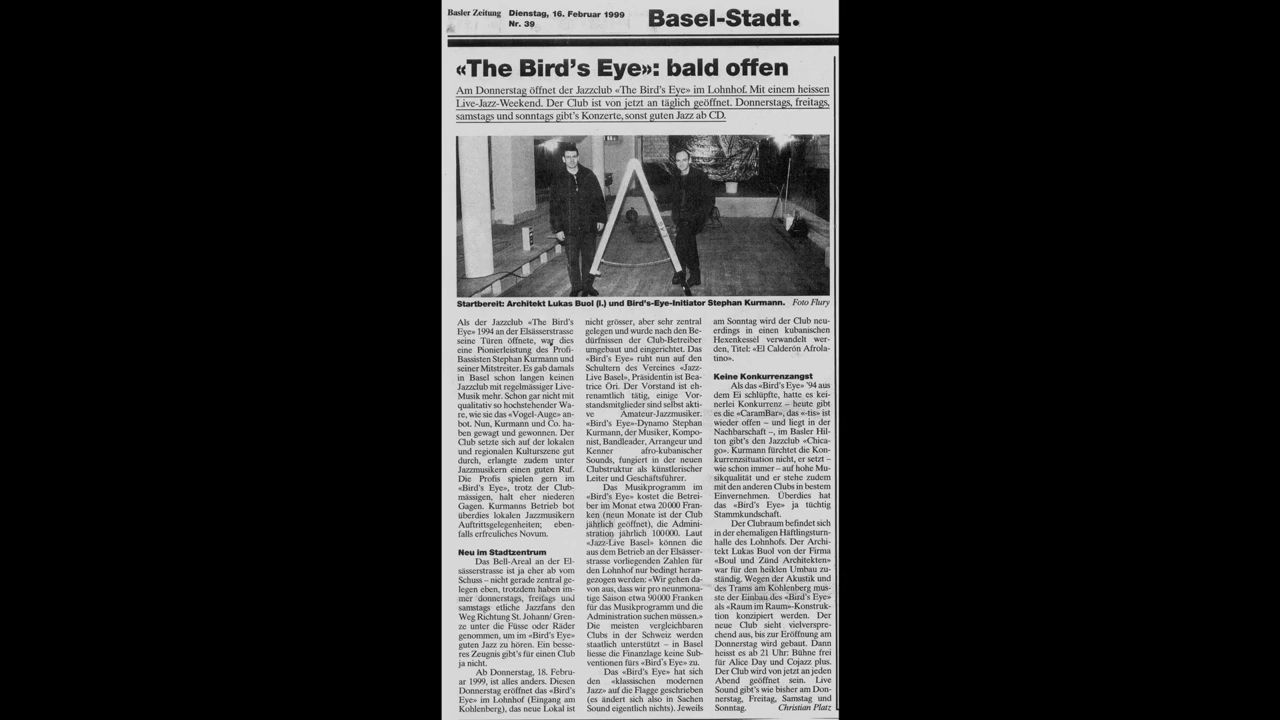 Basler Zeitung Dienstag, 16. Februar 1999
Nr. 39
Basel-Stadt.
«The Bird's Eye»: bald offen
Am Donnerstag öffnet der Jazzclub «The Bird's Eye» im Lohnhof. Mit einem heissen
Live-Jazz-Weekend. Der Club ist von jetzt an täglich geöffnet. Donnerstags, freitags,
samstags und sonntags gibt's Konzerte, sonst guten Jazz ab CD.
Startbereit: Architekt Lukas Buol (l.) und Bird's-Eye-Initiator Stephan Kurmann. Foto Flury
Als der Jazzclub «The Bird's
Eye» 1994 an der Elsässerstrasse
seine Türen öffnete, war dies
eine Pionierleistung des Profi-
Bassisten Stephan Kurmann und
seiner Mitstreiter. Es gab damals
in Basel schon langen keinen
Jazzclub mit regelmässiger Live-
Musik mehr. Schon gar nicht mit
qualitativ so hochstehender Wa-
re, wie sie das «Vogel-Auge» an-
bot. Nun, Kurmann und Co. ha-
ben gewagt und gewonnen. Der
Club setzte sich auf der lokalen
und regionalen Kulturszene gut
durch, erlangte zudem unter
Jazzmusikern einen guten Ruf.
Die Profis spielen gern im
«Bird's Eye», trotz der Club-
mässigen, halt eher niederen
Gagen. Kurmanns Betrieb bot
überdies lokalen Jazzmusikern
Auftrittsgelegenheiten; eben-
falls erfreuliches Novum.
Neu im Stadtzentrum
Das Bell-Areal an der El-
sässerstrasse ist ja eher ab vom
Schuss – nicht gerade zentral ge-
legen eben, trotzdem haben im-
mer donnerstags, freitags und
samstags etliche Jazzfans den
Weg Richtung St. Johann/ Gren-
ze unter die Füsse oder Räder
genommen, um im «Bird's Eye»
guten Jazz zu hören. Ein besse-
res Zeugnis gibt's für einen Club
ja nicht.
Ab Donnerstag, 18. Febru-
ar 1999, ist alles anders. Diesen
Donnerstag eröffnet das «Bird's
Eye» im Lohnhof (Eingang am
Kohlenberg), das neue Lokal ist
nicht grösser, aber sehr zentral
gelegen und wurde nach den Be-
dürfnissen der Club-Betreiber
umgebaut und eingerichtet. Das
«Bird's Eye» ruht nun auf den
Schultern des Vereines «Jazz-
Live Basel», Präsidentin ist Bea-
trice Ori. Der Vorstand ist eh-
renamtlich tätig, einige Vor-
standsmitglieder sind selbst akti-
ve Amateur-Jazzmusiker.
«Bird's Eye»-Dynamo Stephan
Kurmann, der Musiker, Kompo-
nist, Bandleader, Arrangeur und
Kenner afro-kubanischer
Sounds, fungiert in der neuen
Clubstruktur als künstlerischer
Leiter und Geschäftsführer.
Das Musikprogramm im
«Bird's Eye» kostet die Betrei-
ber im Monat etwa 20 000 Fran-
ken (neun Monate ist der Club
jährlich geöffnet), die Admini-
stration jährlich 100 000. Laut
«Jazz-Live Basel» können die
aus dem Betrieb an der Elsässer-
strasse vorliegenden Zahlen für
den Lohnhof nur bedingt heran-
gezogen werden: «Wir gehen da-
von aus, dass wir pro neunmona-
tige Saison etwa 90 000 Franken
für das Musikprogramm und die
Administration suchen müssen.»
Die meisten vergleichbaren
Clubs in der Schweiz werden
staatlich unterstützt – in Basel
liesse die Finanzlage keine Sub-
ventionen fürs «Bird's Eye» zu.
Das «Bird's Eye» hat sich
den «klassischen modernen
Jazz» auf die Flagge geschrieben
(es ändert sich also in Sachen
Sound eigentlich nichts). Jeweils
am Sonntag wird der Club neu-
erdings in einen kubanischen
Hexenkessel verwandelt wer-
den, Titel: «El Calderón Afrola-
tino».
Keine Konkurrenzangst
Als das «Bird's Eye» '94 aus
dem Ei schlüpfte, hatte es kei-
nerlei Konkurrenz – heute gibt
es die «CaramBar», das «-tis» ist
wieder offen – und liegt in der
Nachbarschaft –, im Basler Hil-
ton gibt's den Jazzclub «Chica-
go». Kurmann fürchtet die Kon-
kurrenzsituation nicht, er setzt –
wie schon immer – auf hohe Mu-
sikqualität und er stehe zudem
mit den anderen Clubs in bestem
Einvernehmen. Überdies hat
das «Bird's Eye» ja tüchtig
Stammkundschaft.
Der Clubraum befindet sich
in der ehemaligen Häftlingsturn-
halle des Lohnhofs. Der Archi-
tekt Lukas Buol von der Firma
«Boul und Zünd Architekten»
war für den heiklen Umbau zu-
ständig. Wegen der Akustik und
des Trams am Kohlenberg mus-
ste der Einbau des «Bird's Eye»
als «Raum im Raum»-Konstruk-
tion konzipiert werden. Der
neue Club sieht vielverspre-
chend aus, bis zur Eröffnung am
Donnerstag wird gebaut. Dann
heisst es ab 21 Uhr: Bühne frei
für Alice Day und Cojazz plus.
Der Club wird von jetzt an jeden
Abend geöffnet sein. Live
Sound gibt's wie bisher am Don-
nerstag, Freitag, Samstag und
Sonntag. Christian Platz